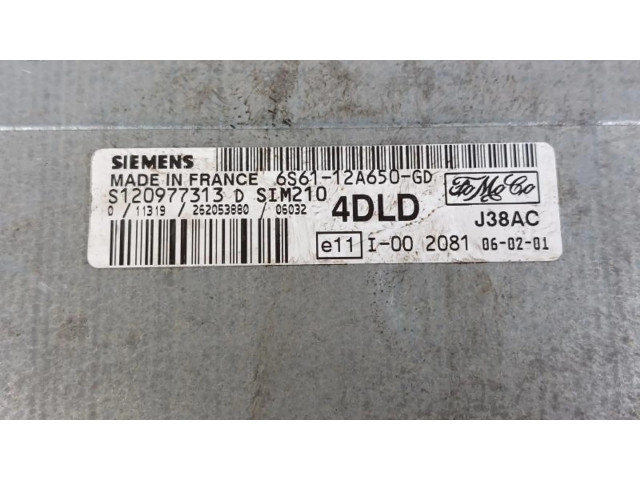 SIEMENS
MADE IN FRANCE 6S61-12A650-GD
S120977313 D SIM210
0 / 11319 / 262053880 / 06032
4DLD
FoMoCo
J38AC
e11 I-00 2081 06-02-01